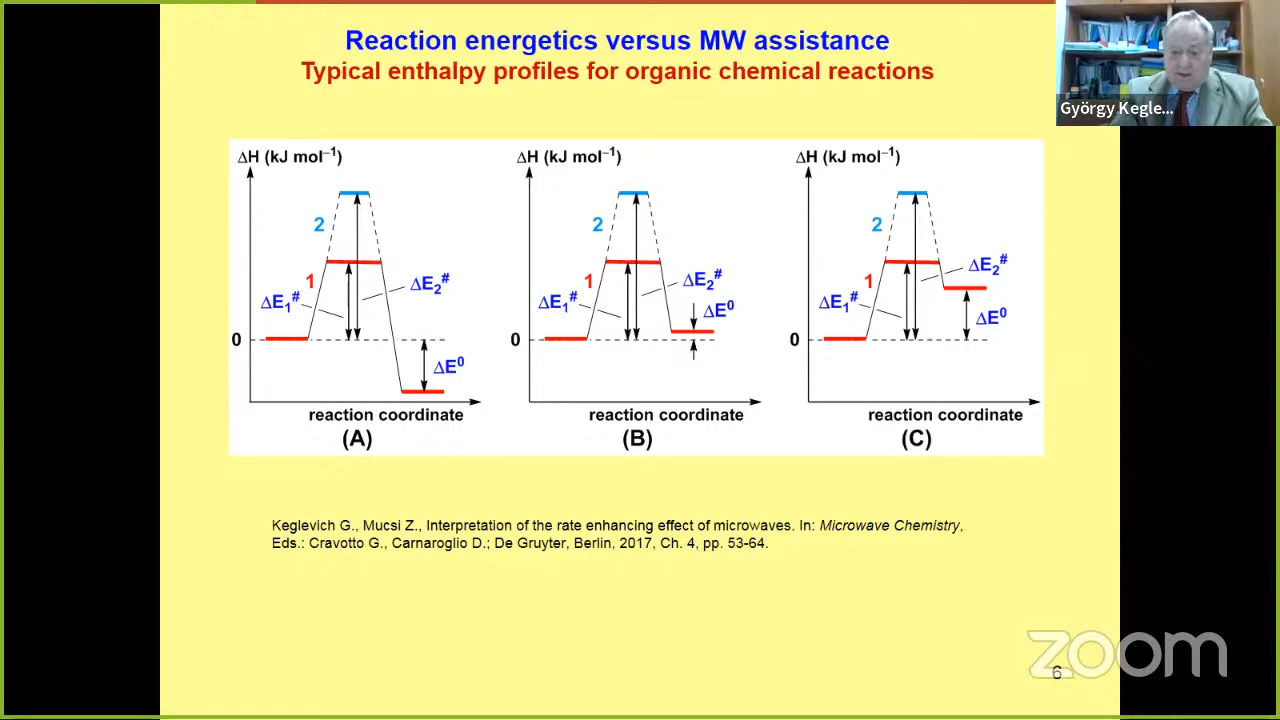 Reaction energetics versus MW assistance
Typical enthalpy profiles for organic chemical reactions
György Kegle...
ΔH (kJ mol⁻¹)
2
1
ΔE₁#
ΔE₂#
0
ΔE⁰
reaction coordinate
(A)
ΔH (kJ mol⁻¹)
2
1
ΔE₁#
ΔE₂#
ΔE⁰
0
reaction coordinate
(B)
ΔH (kJ mol⁻¹)
2
1
ΔE₁#
ΔE₂#
ΔE⁰
0
reaction coordinate
(C)
Keglevich G., Mucsi Z., Interpretation of the rate enhancing effect of microwaves. In: Microwave Chemistry,
Eds.: Cravotto G., Carnaroglio D.; De Gruyter, Berlin, 2017, Ch. 4, pp. 53-64.
zoom
6